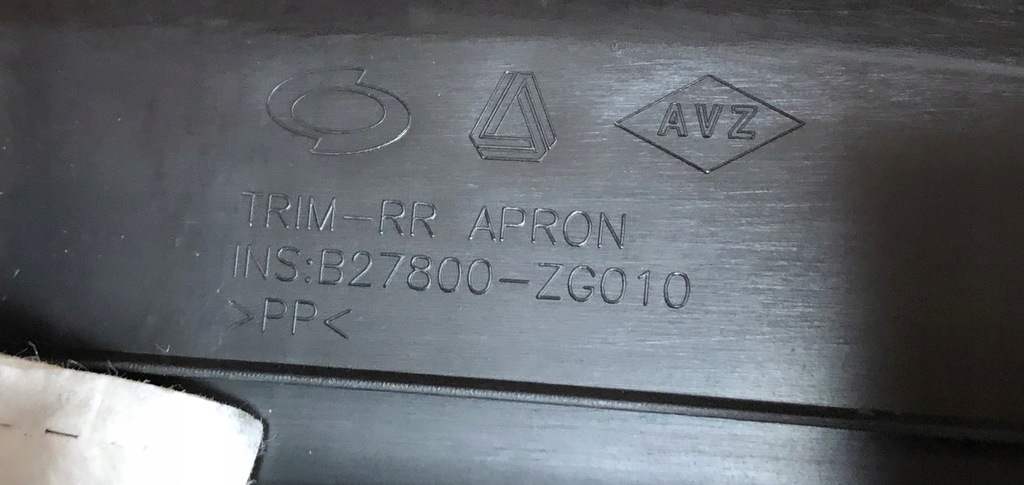 AVZ
TRIM-RR APRON
INS:B27800-ZG010
>PP<